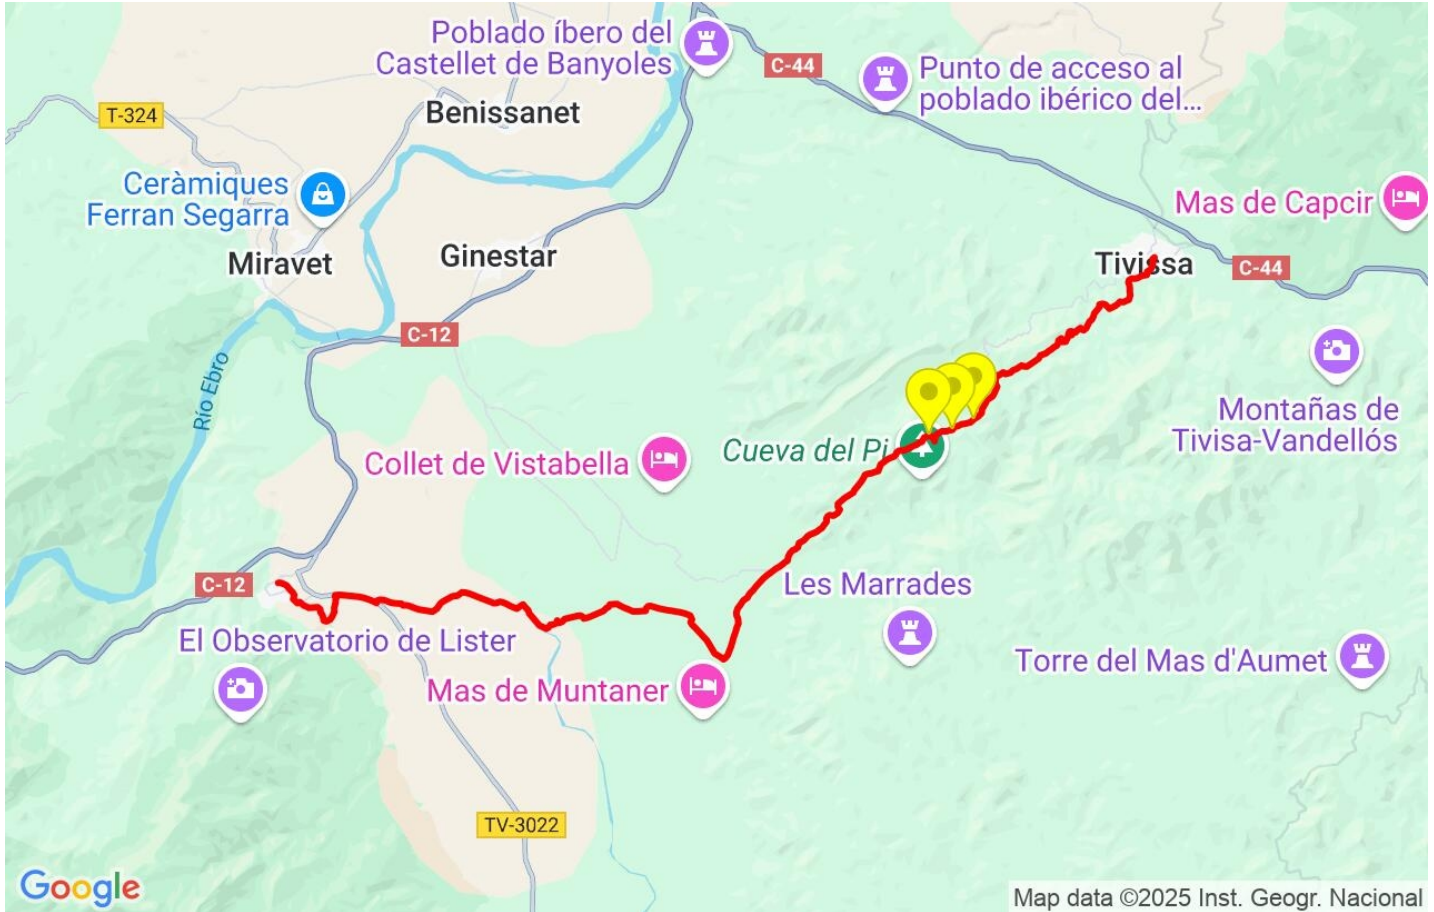 Poblado íbero del
Castellet de Banyoles
C-44
Punto de acceso al
poblado ibérico del...
T-324
Benissanet
Ceràmiques
Ferran Segarra
Mas de Capcir
Miravet
Ginestar
Tivissa
C-44
C-12
Río Ebro
Montañas de
Tivisa-Vandellós
Cueva del Pi
Collet de Vistabella
C-12
Les Marrades
El Observatorio de Lister
Torre del Mas d'Aumet
Mas de Muntaner
TV-3022
Google
Map data ©2025 Inst. Geogr. Nacional